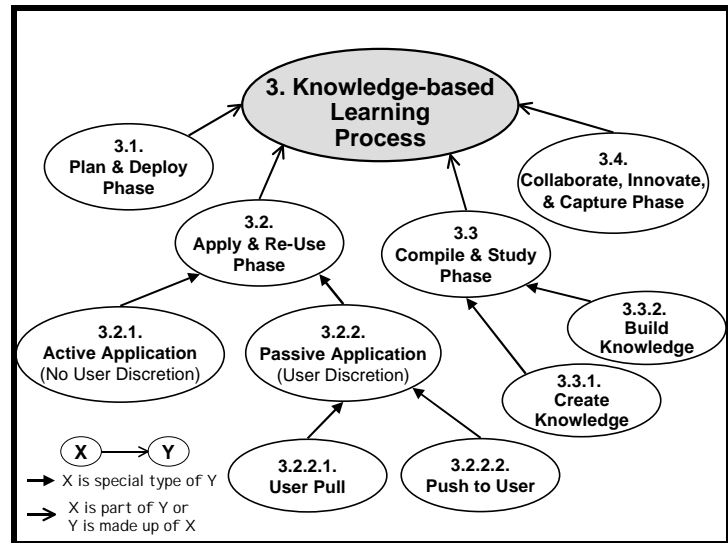 3. Knowledge-based
Learning
Process
3.1.
Plan & Deploy
Phase
3.4.
Collaborate, Innovate,
& Capture Phase
3.2.
Apply & Re-Use
Phase
3.3
Compile & Study
Phase
3.2.1.
Active Application
(No User Discretion)
3.2.2.
Passive Application
(User Discretion)
3.3.2.
Build
Knowledge
3.3.1.
Create
Knowledge
3.2.2.1.
User Pull
3.2.2.2.
Push to User
X Y
X is special type of Y
X is part of Y or
Y is made up of X